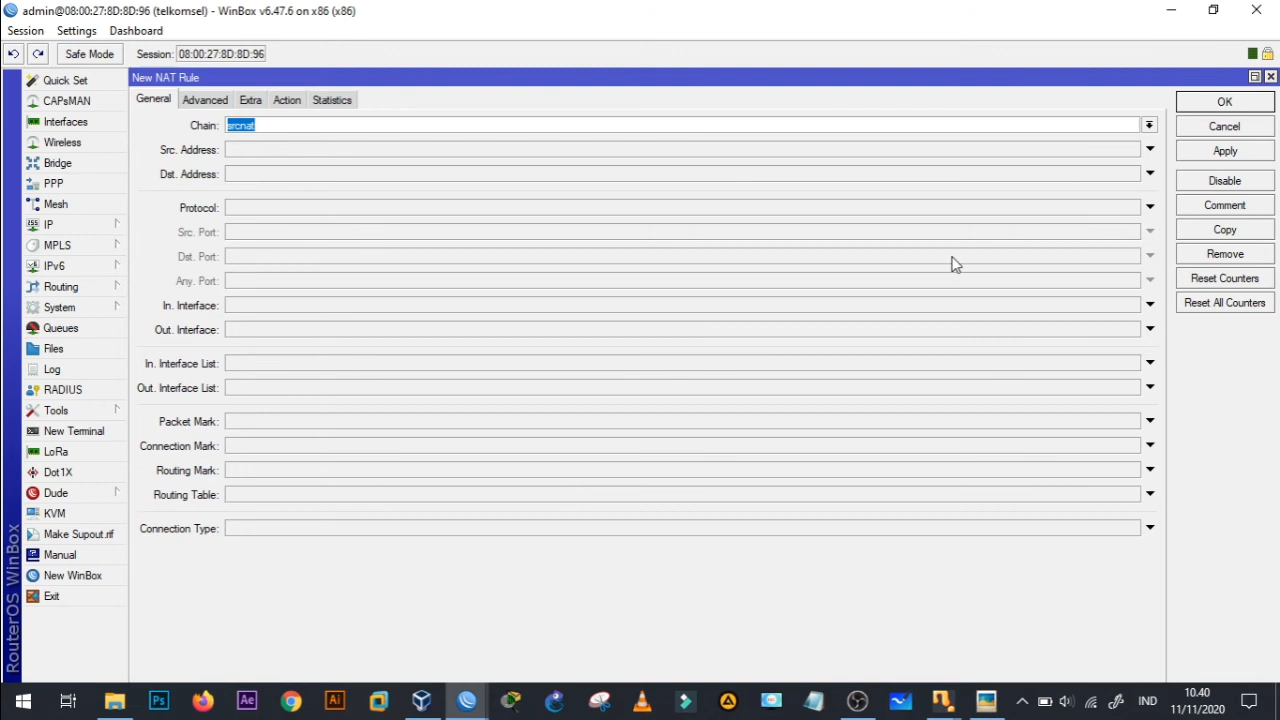 admin@08:00:27:8D:8D:96 (telkomsel) - WinBox v6.47.6 on x86 (x86)
Session Settings Dashboard
Safe Mode Session: 08:00:27:8D:8D:96
New NAT Rule
General Advanced Extra Action Statistics
Chain: srcnat
Src. Address:
Dst. Address:
Protocol:
Src. Port:
Dst. Port:
Any. Port:
In. Interface:
Out. Interface:
In. Interface List:
Out. Interface List:
Packet Mark:
Connection Mark:
Routing Mark:
Routing Table:
Connection Type:
OK
Cancel
Apply
Disable
Comment
Copy
Remove
Reset Counters
Reset All Counters
Quick Set
CAPsMAN
Interfaces
Wireless
Bridge
PPP
Mesh
255
IP
MPLS
IPv6
Routing
System
Queues
Files
Log
RADIUS
Tools
New Terminal
LoRa
Dot1X
Dude
KVM
Make Supout.rif
Manual
New WinBox
Exit
RouterOS WinBox
Ps
Ae
Ai
IND
10.40
11/11/2020